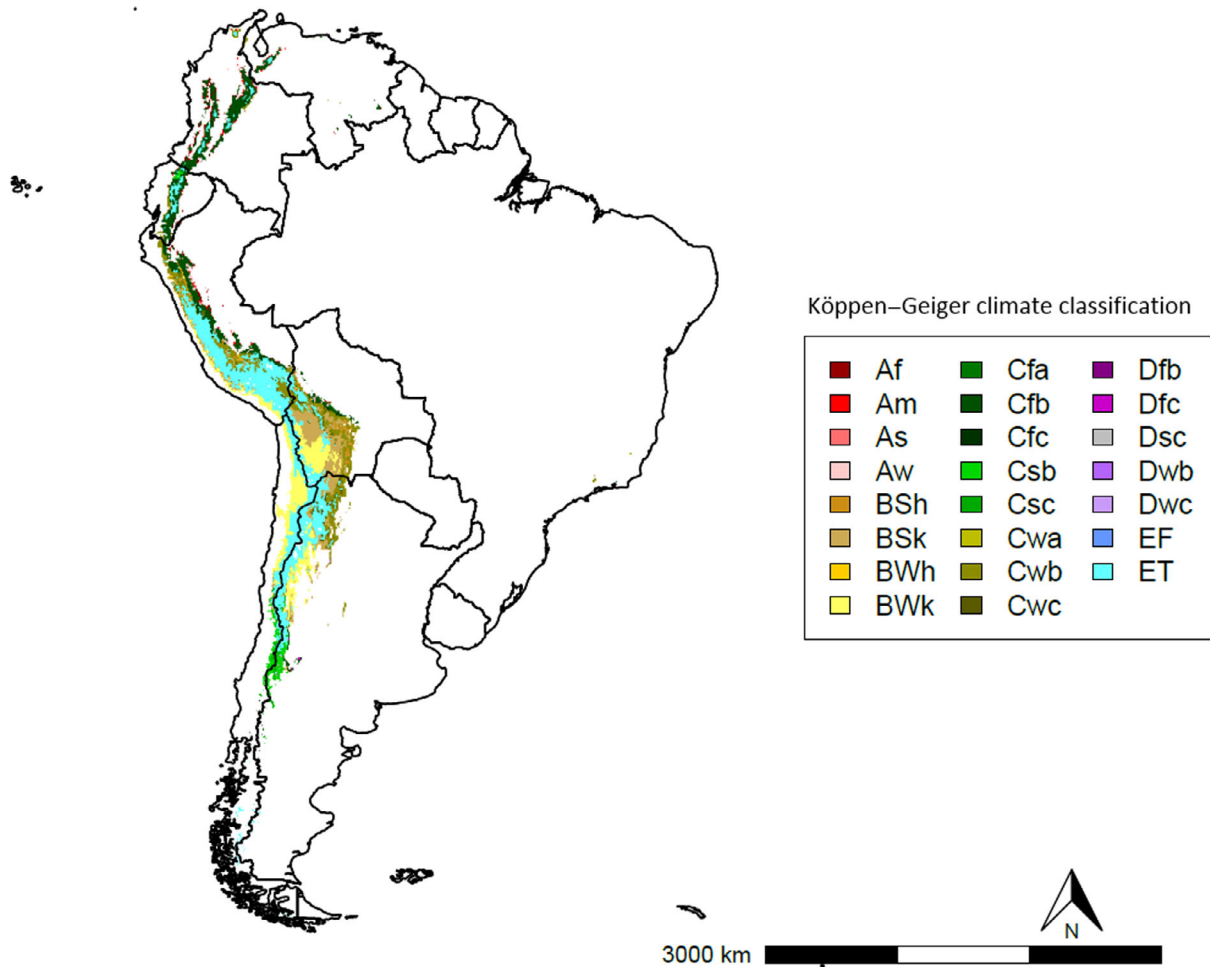 Köppen–Geiger climate classification
Af
Am
As
Aw
BSh
BSk
BWh
BWk
Cfa
Cfb
Cfc
Csb
Csc
Cwa
Cwb
Cwc
Dfb
Dfc
Dsc
Dwb
Dwc
EF
ET
N
3000 km